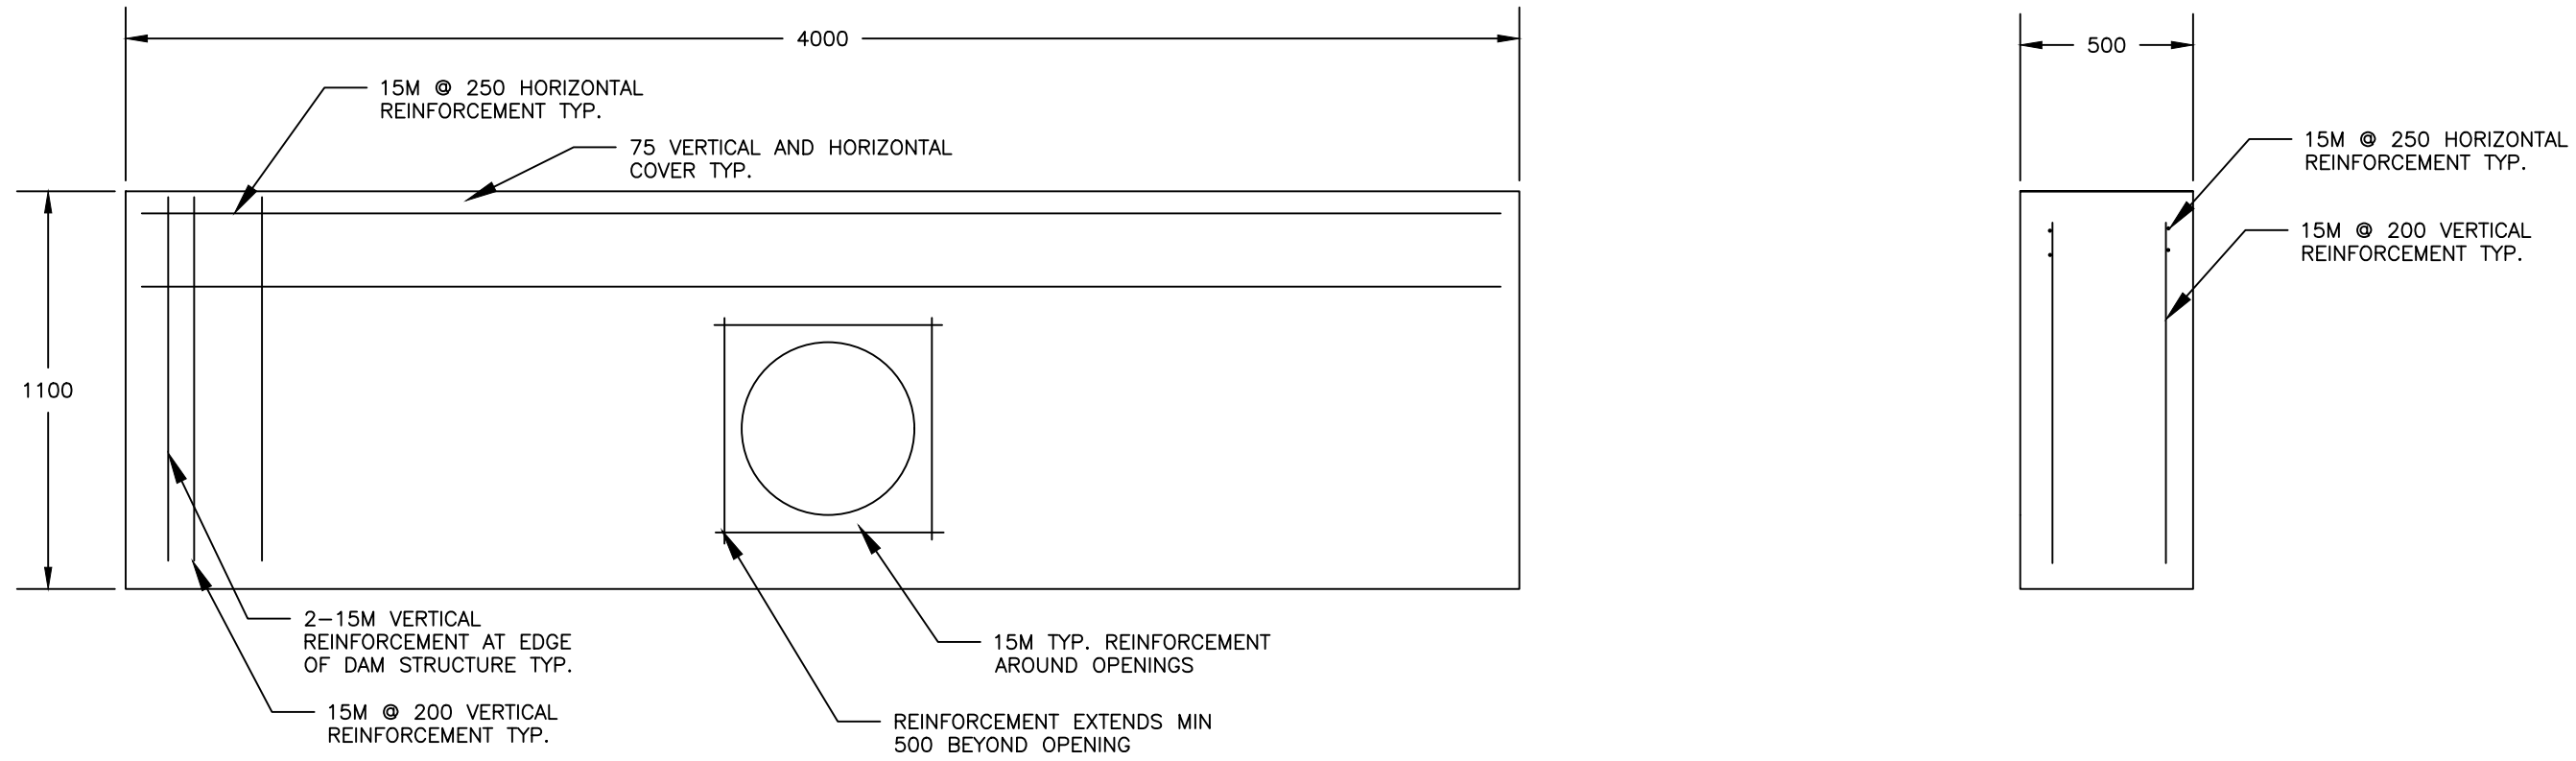 4000
500
15M @ 250 HORIZONTAL
REINFORCEMENT TYP.
75 VERTICAL AND HORIZONTAL
COVER TYP.
15M @ 250 HORIZONTAL
REINFORCEMENT TYP.
15M @ 200 VERTICAL
REINFORCEMENT TYP.
1100
2-15M VERTICAL
REINFORCEMENT AT EDGE
OF DAM STRUCTURE TYP.
15M TYP. REINFORCEMENT
AROUND OPENINGS
15M @ 200 VERTICAL
REINFORCEMENT TYP.
REINFORCEMENT EXTENDS MIN
500 BEYOND OPENING